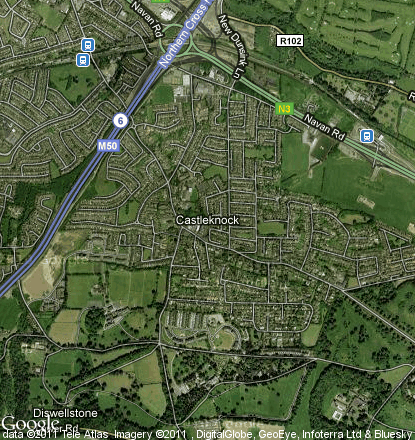 Navan Rd
Northern Cross
New Dunsink Ln
R102
N3
Navan Rd
6
M50
Castleknock
Diswellstone
Rd
Google
data ©2011 Tele Atlas Imagery ©2011 , DigitalGlobe, GeoEye, Infoterra Ltd & Bluesky